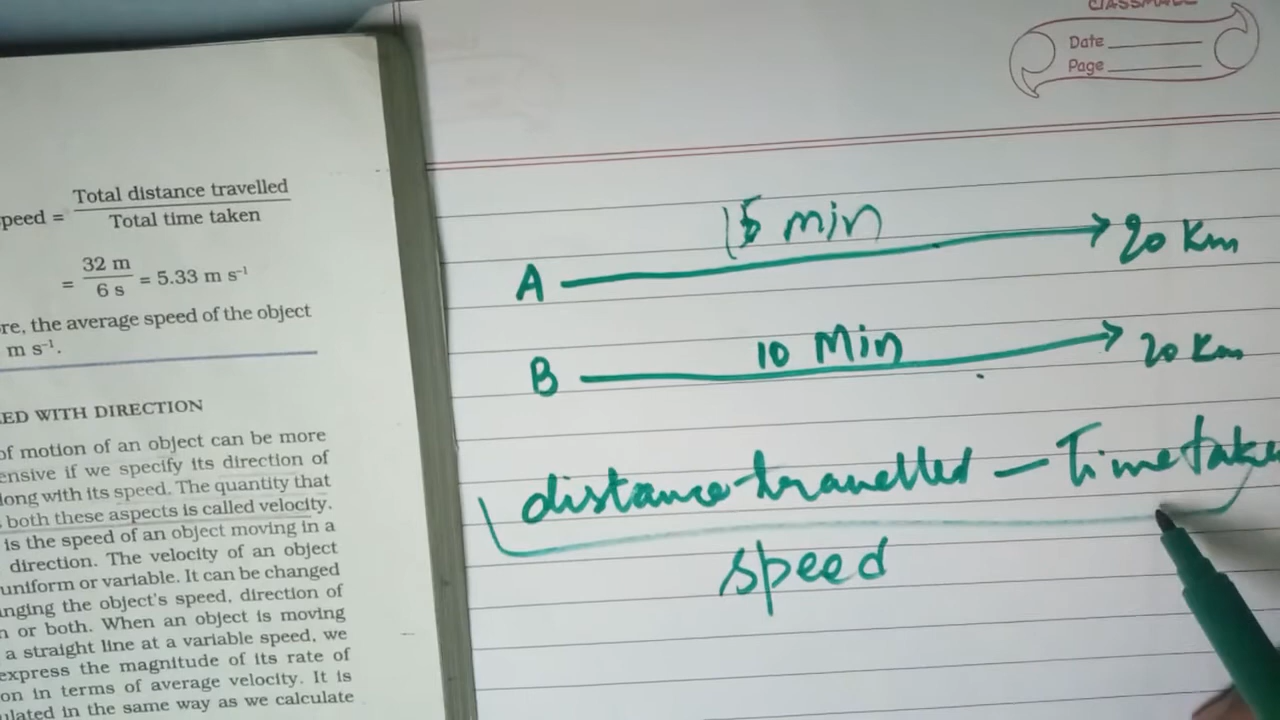 peed = Total distance travelled
Total time taken
= 32 m
6 s
= 5.33 m s⁻¹
re, the average speed of the object
m s⁻¹.
ED WITH DIRECTION
of motion of an object can be more
ensive if we specify its direction of
long with its speed. The quantity that
both these aspects is called velocity.
is the speed of an object moving in a
direction. The velocity of an object
uniform or variable. It can be changed
nging the object's speed, direction of
n or both. When an object is moving
a straight line at a variable speed, we
express the magnitude of its rate of
on in terms of average velocity. It is
ulated in the same way as we calculate
CLASSMATE
Date
Page
15 min
A
20 Km
10 Min
B
20 Km
distance travelled – Time take
speed